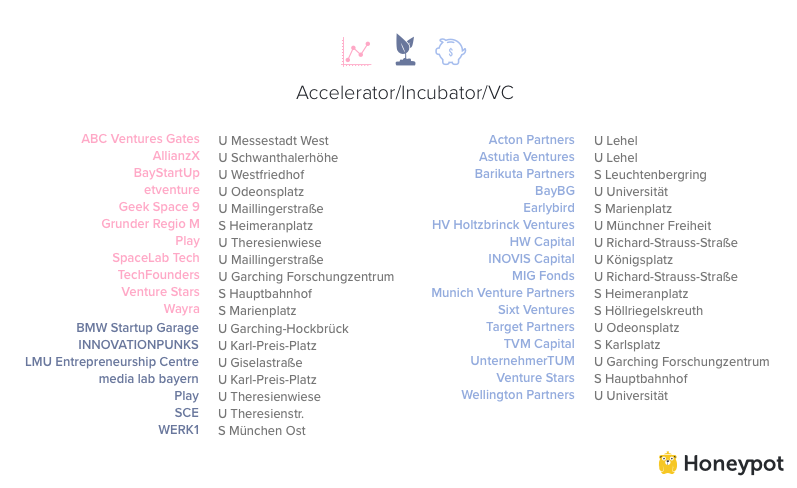 Accelerator/Incubator/VC
ABC Ventures Gates U Messestadt West
AllianzX U Schwanthalerhöhe
BayStartUp U Westfriedhof
etventure U Odeonsplatz
Geek Space 9 U Maillingerstraße
Grunder Regio M S Heimeranplatz
Play U Theresienwiese
SpaceLab Tech U Maillingerstraße
TechFounders U Garching Forschungzentrum
Venture Stars S Hauptbahnhof
Wayra S Marienplatz
BMW Startup Garage U Garching-Hockbrück
INNOVATIONPUNKS U Karl-Preis-Platz
LMU Entrepreneurship Centre U Giselastraße
media lab bayern U Karl-Preis-Platz
Play U Theresienwiese
SCE U Theresienstr.
WERK1 S München Ost
Acton Partners U Lehel
Astutia Ventures U Lehel
Barikuta Partners S Leuchtenbergring
BayBG U Universität
Earlybird S Marienplatz
HV Holtzbrinck Ventures U Münchner Freiheit
HW Capital U Richard-Strauss-Straße
INOVIS Capital U Königsplatz
MIG Fonds U Richard-Strauss-Straße
Munich Venture Partners S Heimeranplatz
Sixt Ventures S Höllriegelskreuth
Target Partners U Odeonsplatz
TVM Capital S Karlsplatz
UnternehmerTUM U Garching Forschungzentrum
Venture Stars S Hauptbahnhof
Wellington Partners U Universität
Honeypot